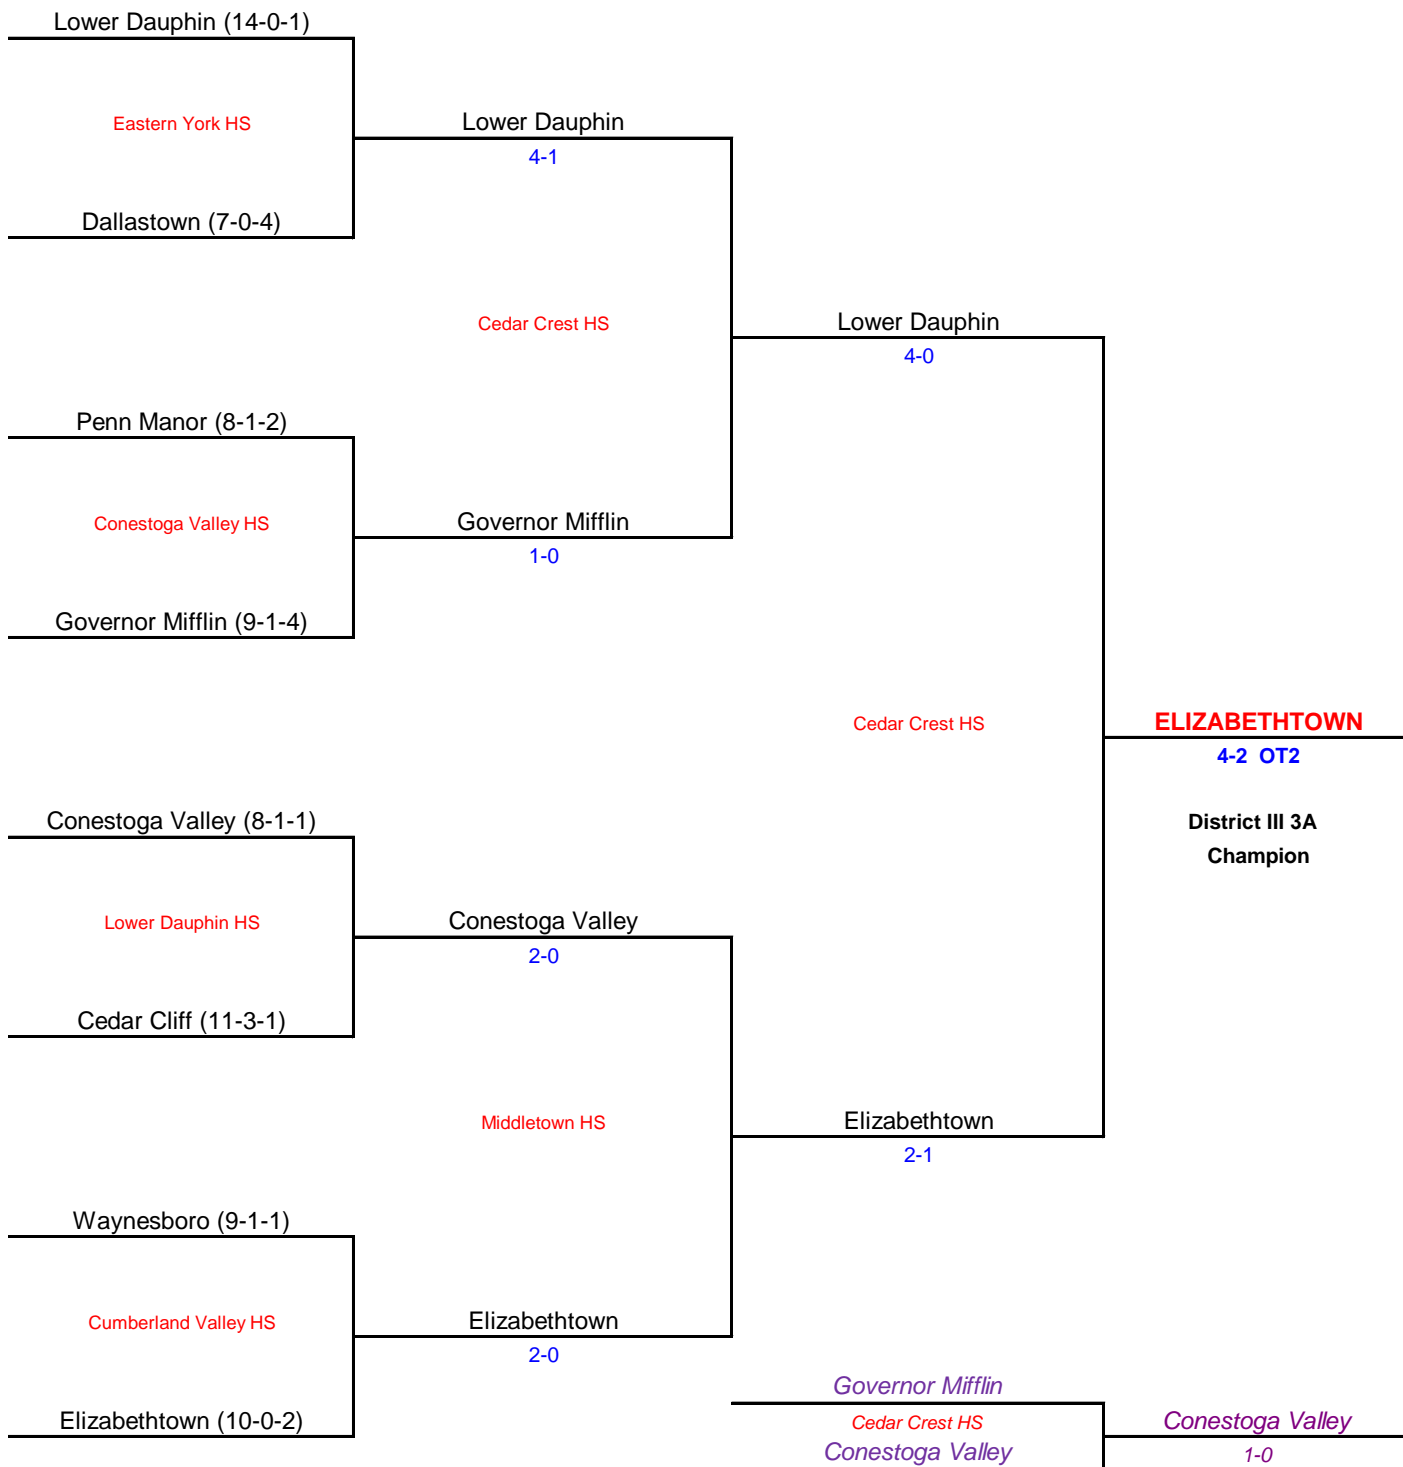 Lower Dauphin (14-0-1)
Eastern York HS
Lower Dauphin
4-1
Dallastown (7-0-4)
Cedar Crest HS
Lower Dauphin
4-0
Penn Manor (8-1-2)
Conestoga Valley HS
Governor Mifflin
1-0
Governor Mifflin (9-1-4)
Cedar Crest HS
ELIZABETHTOWN
4-2 OT2
Conestoga Valley (8-1-1)
District III 3A
Champion
Lower Dauphin HS
Conestoga Valley
2-0
Cedar Cliff (11-3-1)
Middletown HS
Elizabethtown
2-1
Waynesboro (9-1-1)
Cumberland Valley HS
Elizabethtown
2-0
Governor Mifflin
Elizabethtown (10-0-2)
Cedar Crest HS
Conestoga Valley
Conestoga Valley
1-0